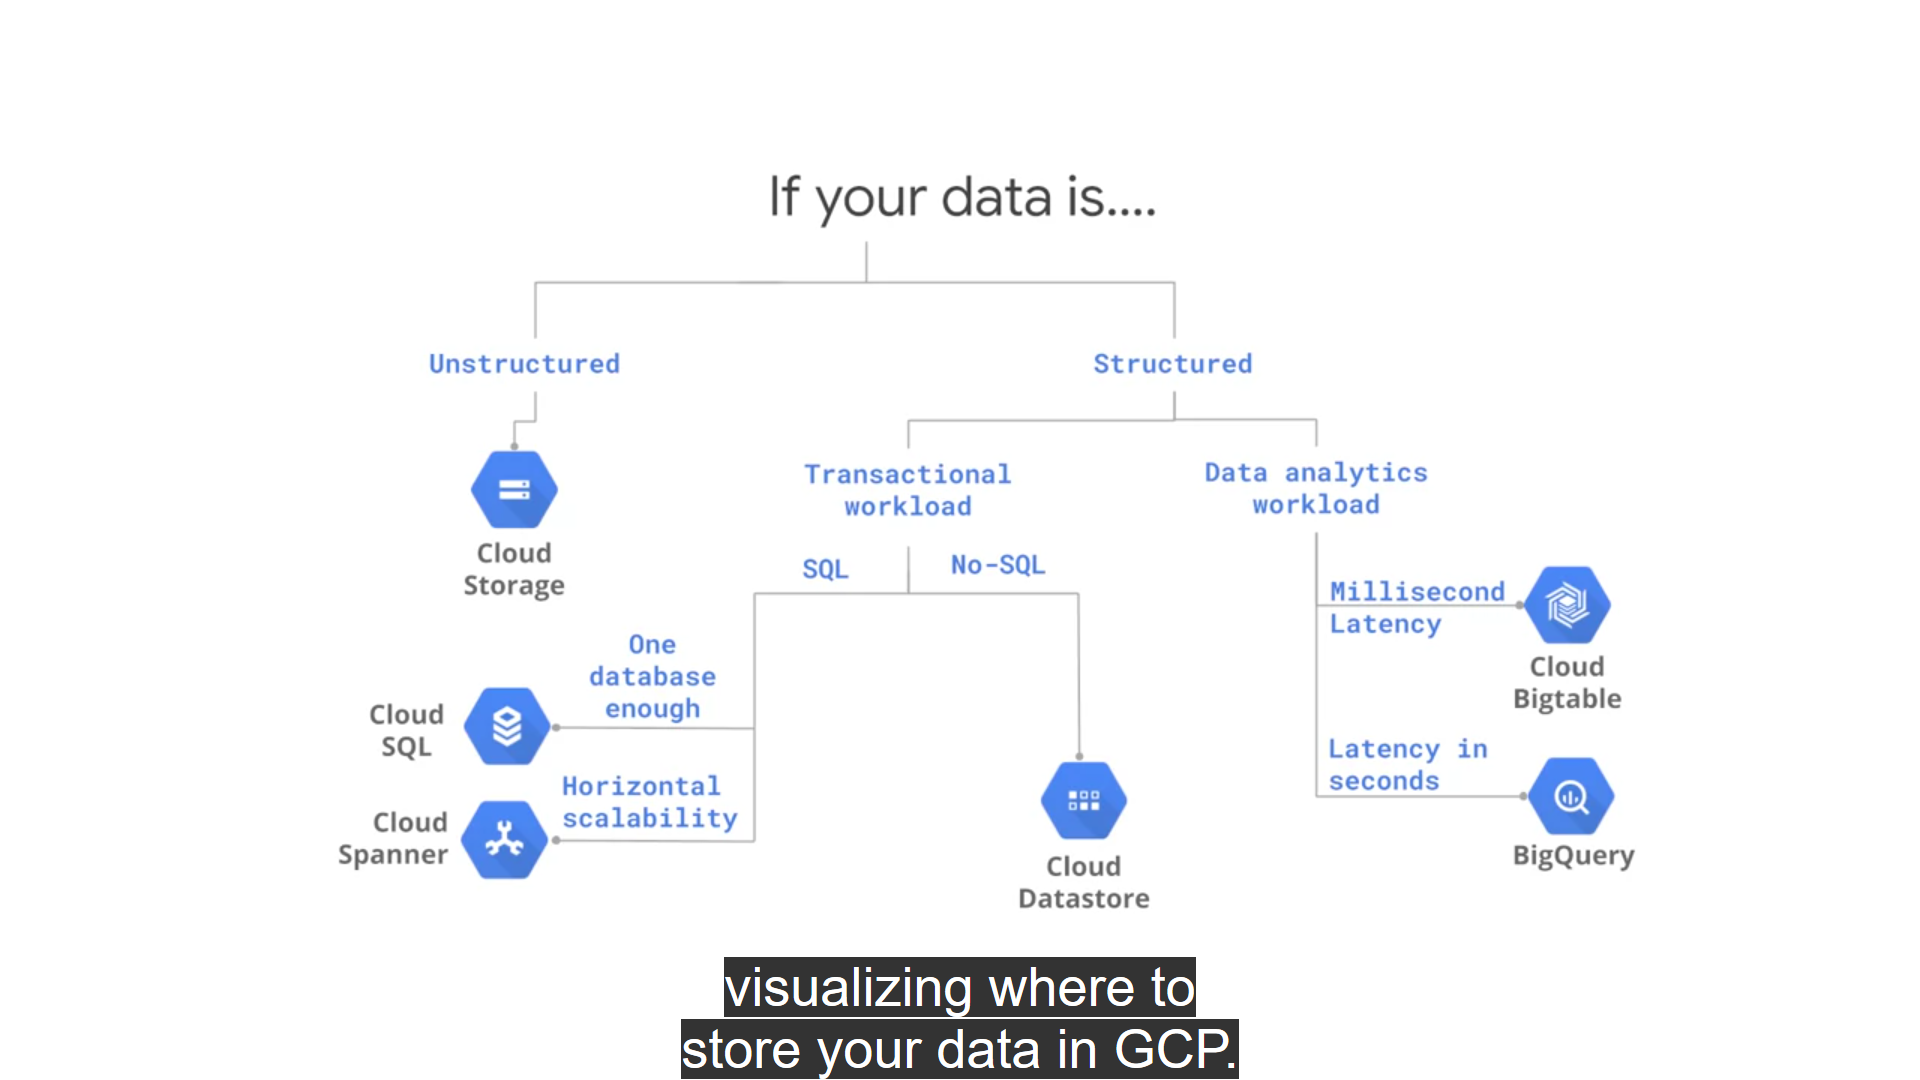 If your data is....
Unstructured
Structured
Cloud
Storage
Transactional
workload
Data analytics
workload
SQL
No-SQL
One
database
enough
Cloud
SQL
Horizontal
scalability
Cloud
Spanner
Cloud
Datastore
Millisecond
Latency
Cloud
Bigtable
Latency in
seconds
BigQuery
visualizing where to
store your data in GCP.